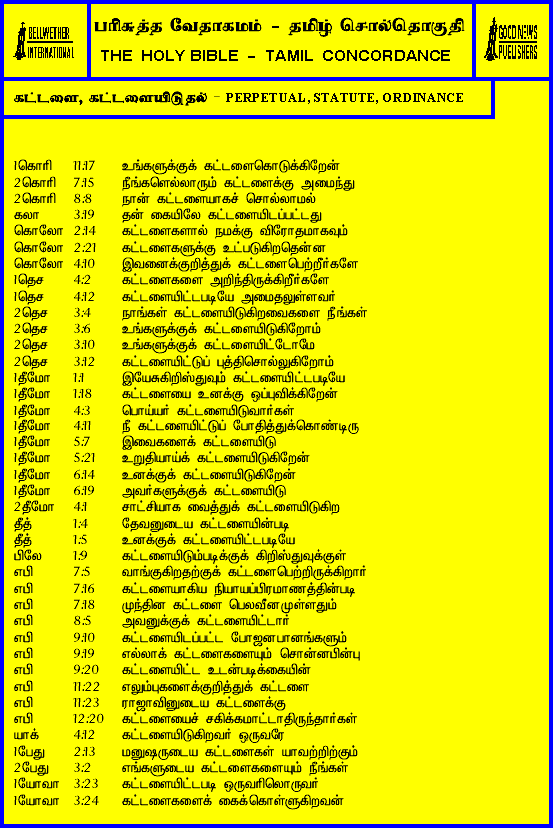 BELLWETHER
INTERNATIONAL
பரிசுத்த வேதாகமம் - தமிழ் சொல்தொகுதி
THE HOLY BIBLE - TAMIL CONCORDANCE
GOOD NEWS
PUBLISHERS
கட்டளை, கட்டளையிடுதல் - PERPETUAL, STATUTE, ORDINANCE
1கொரி 11:17 உங்களுக்குக் கட்டளைகொடுக்கிறேன்
2கொரி 7:15 நீங்களெல்லாரும் கட்டளைக்கு அமைந்து
2கொரி 8:8 நான் கட்டளையாகச் சொல்லாமல்
கலா 3:19 தன் கையிலே கட்டளையிடப்பட்டது
கொலோ 2:14 கட்டளைகளால் நமக்கு விரோதமாகவும்
கொலோ 2:21 கட்டளைகளுக்கு உட்படுகிறதென்ன
கொலோ 4:10 இவனைக்குறித்துக் கட்டளைபெற்றீர்களே
1தெச 4:2 கட்டளைகளை அறிந்திருக்கிறீர்களே
1தெச 4:12 கட்டளையிட்டபடியே அமைதலுள்ளவர்
2தெச 3:4 நாங்கள் கட்டளையிடுகிறவைகளை நீங்கள்
2தெச 3:6 உங்களுக்குக் கட்டளையிடுகிறோம்
2தெச 3:10 உங்களுக்குக் கட்டளையிட்டோமே
2தெச 3:12 கட்டளையிட்டுப் புத்திசொல்லுகிறோம்
1தீமோ 1:1 இயேசுகிறிஸ்துவும் கட்டளையிட்டபடியே
1தீமோ 1:18 கட்டளையை உனக்கு ஒப்புவிக்கிறேன்
1தீமோ 4:3 பொய்யர் கட்டளையிடுவார்கள்
1தீமோ 4:11 நீ கட்டளையிட்டுப் போதித்துக்கொண்டிரு
1தீமோ 5:7 இவைகளைக் கட்டளையிடு
1தீமோ 5:21 உறுதியாய்க் கட்டளையிடுகிறேன்
1தீமோ 6:14 உனக்குக் கட்டளையிடுகிறேன்
1தீமோ 6:19 அவர்களுக்குக் கட்டளையிடு
2தீமோ 4:1 சாட்சியாக வைத்துக் கட்டளையிடுகிற
தீத் 1:4 தேவனுடைய கட்டளையின்படி
தீத் 1:5 உனக்குக் கட்டளையிட்டபடியே
பிலே 1:9 கட்டளையிடும்படிக்குக் கிறிஸ்துவுக்குள்
எபி 7:5 வாங்குகிறதற்குக் கட்டளைபெற்றிருக்கிறார்
எபி 7:16 கட்டளையாகிய நியாயப்பிரமாணத்தின்படி
எபி 7:18 முந்தின கட்டளை பெலவீனமுள்ளதும்
எபி 8:5 அவனுக்குக் கட்டளையிட்டார்
எபி 9:10 கட்டளையிடப்பட்ட போஜனபானங்களும்
எபி 9:19 எல்லாக் கட்டளைகளையும் சொன்னபின்பு
எபி 9:20 கட்டளையிட்ட உடன்படிக்கையின்
எபி 11:22 எலும்புகளைக்குறித்துக் கட்டளை
எபி 11:23 ராஜாவினுடைய கட்டளைக்கு
எபி 12:20 கட்டளையைச் சகிக்கமாட்டாதிருந்தார்கள்
யாக் 4:12 கட்டளையிடுகிறவர் ஒருவரே
1பேது 2:13 மனுஷருடைய கட்டளைகள் யாவற்றிற்கும்
2பேது 3:2 எங்களுடைய கட்டளைகளையும் நீங்கள்
1யோவா 3:23 கட்டளையிட்டபடி ஒருவரிலொருவர்
1யோவா 3:24 கட்டளைகளைக் கைக்கொள்ளுகிறவன்